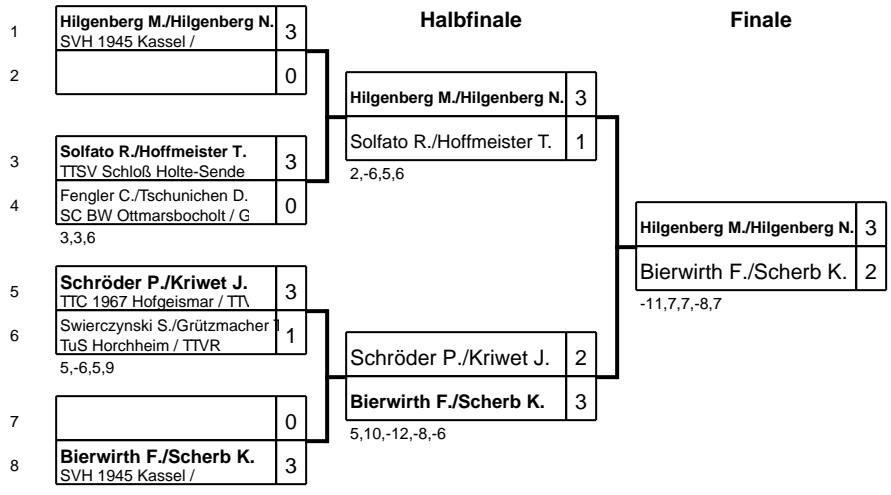 Halbfinale
Finale
1
Hilgenberg M./Hilgenberg N.
SVH 1945 Kassel /
3
2
0
3
Solfato R./Hoffmeister T.
TTSV Schloß Holte-Sende
3
4
Fengler C./Tschunichen D.
SC BW Ottmarsbocholt / G
0
3,3,6
5
Schröder P./Kriwet J.
TTC 1967 Hofgeismar / TT
3
6
Swierczynski S./Grützmacher
TuS Horchheim / TTVR
1
5,-6,5,9
7
0
8
Bierwirth F./Scherb K.
SVH 1945 Kassel /
3
Hilgenberg M./Hilgenberg N.
3
Solfato R./Hoffmeister T.
1
2,-6,5,6
Schröder P./Kriwet J.
2
Bierwirth F./Scherb K.
3
5,10,-12,-8,-6
Hilgenberg M./Hilgenberg N.
3
Bierwirth F./Scherb K.
2
-11,7,7,-8,7